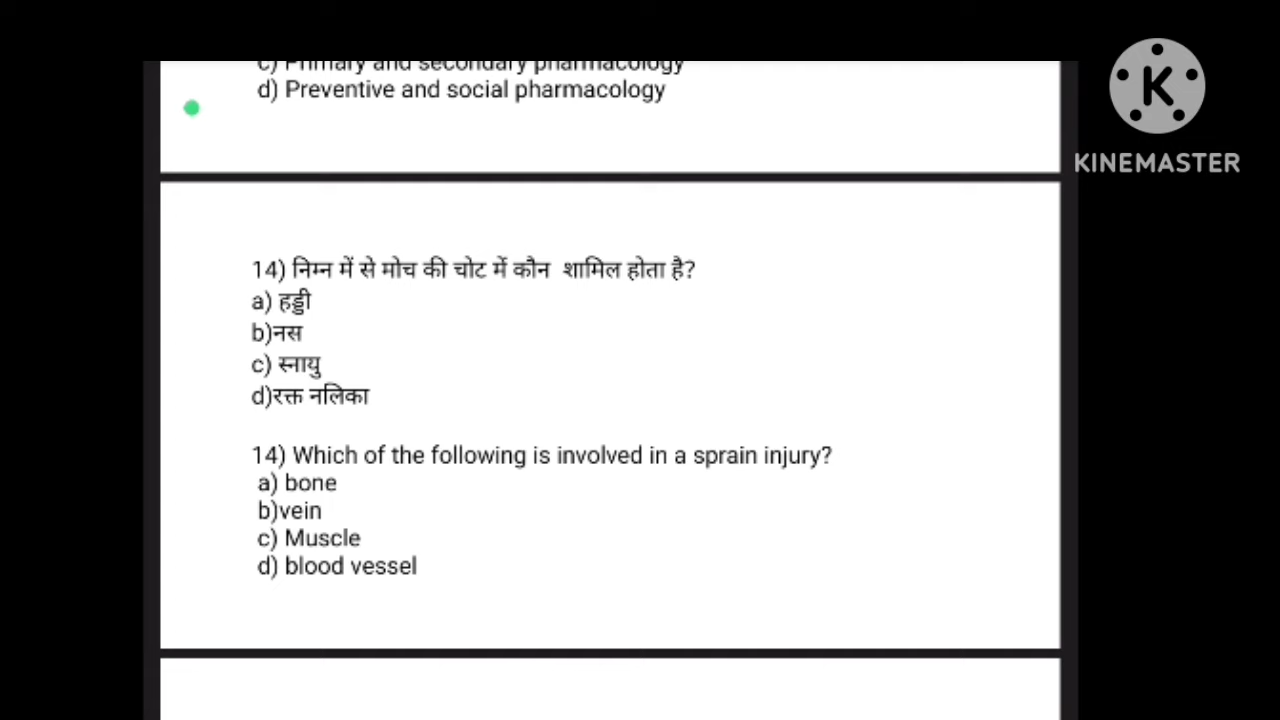 c) Primary and secondary pharmacology
d) Preventive and social pharmacology
KINEMASTER
14) निम्न में से मोच की चोट में कौन शामिल होता है?
a) हड्डी
b)नस
c) स्नायु
d)रक्त नलिका
14) Which of the following is involved in a sprain injury?
a) bone
b)vein
c) Muscle
d) blood vessel